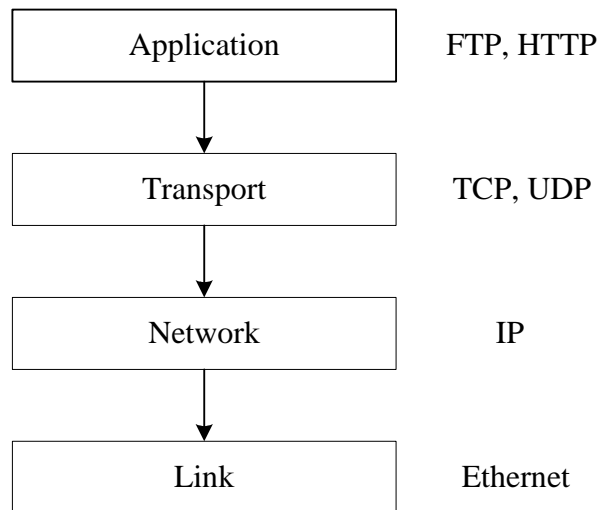 Application FTP, HTTP
Transport TCP, UDP
Network IP
Link Ethernet